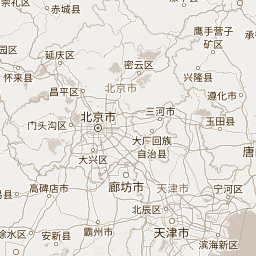 崇礼区
赤城县
鹰手营子
矿区
承
园区
延庆区
密云区
怀来县
兴隆县
北京市
昌平区
遵化市
北京市
三河市
门头沟区
玉田县
大厂回族
自治县
大兴区
唐
廊坊市
高碑店市
天津市
宁河区
县
北辰区
霸州市
天津市
徐水区
安新县
滨海新区